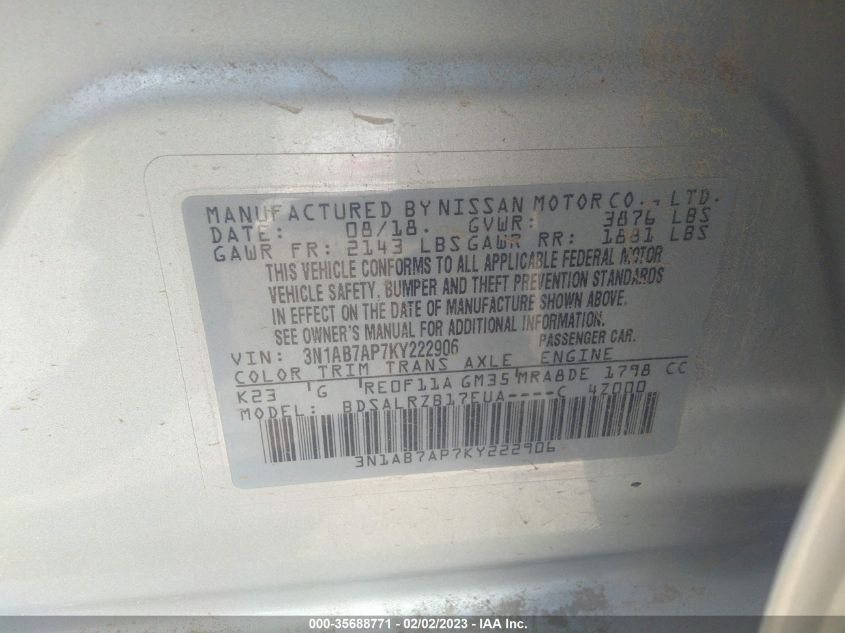 MANUFACTURED BY NISSAN MOTOR CO., LTD.
DATE: 08/18. GVWR: 3876 LBS
GAWR FR: 2143 LBS GAWR RR: 1881 LBS
THIS VEHICLE CONFORMS TO ALL APPLICABLE FEDERAL MOTOR
VEHICLE SAFETY, BUMPER AND THEFT PREVENTION STANDARDS
IN EFFECT ON THE DATE OF MANUFACTURE SHOWN ABOVE.
SEE OWNER'S MANUAL FOR ADDITIONAL INFORMATION.
VIN: 3N1AB7AP7KY222906 PASSENGER CAR.
COLOR TRIM TRANS AXLE ENGINE
K23 G RE0F11A GM35 MRA8DE 1798 CC
MODEL: BDSALRZB17EUA----C 4Z000
3N1AB7AP7KY222906
000-35688771 - 02/02/2023 - © IAA, Inc.